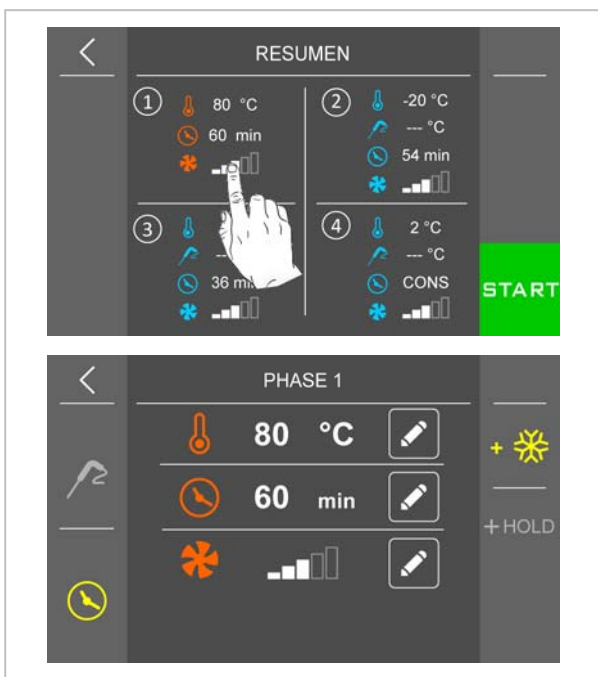 RESUMEN
1
80 °C
60 min
2
-20 °C
--- °C
54 min
3
--
36 mi
4
2 °C
--- °C
CONS
START
PHASE 1
80 °C
60 min
+
+ HOLD